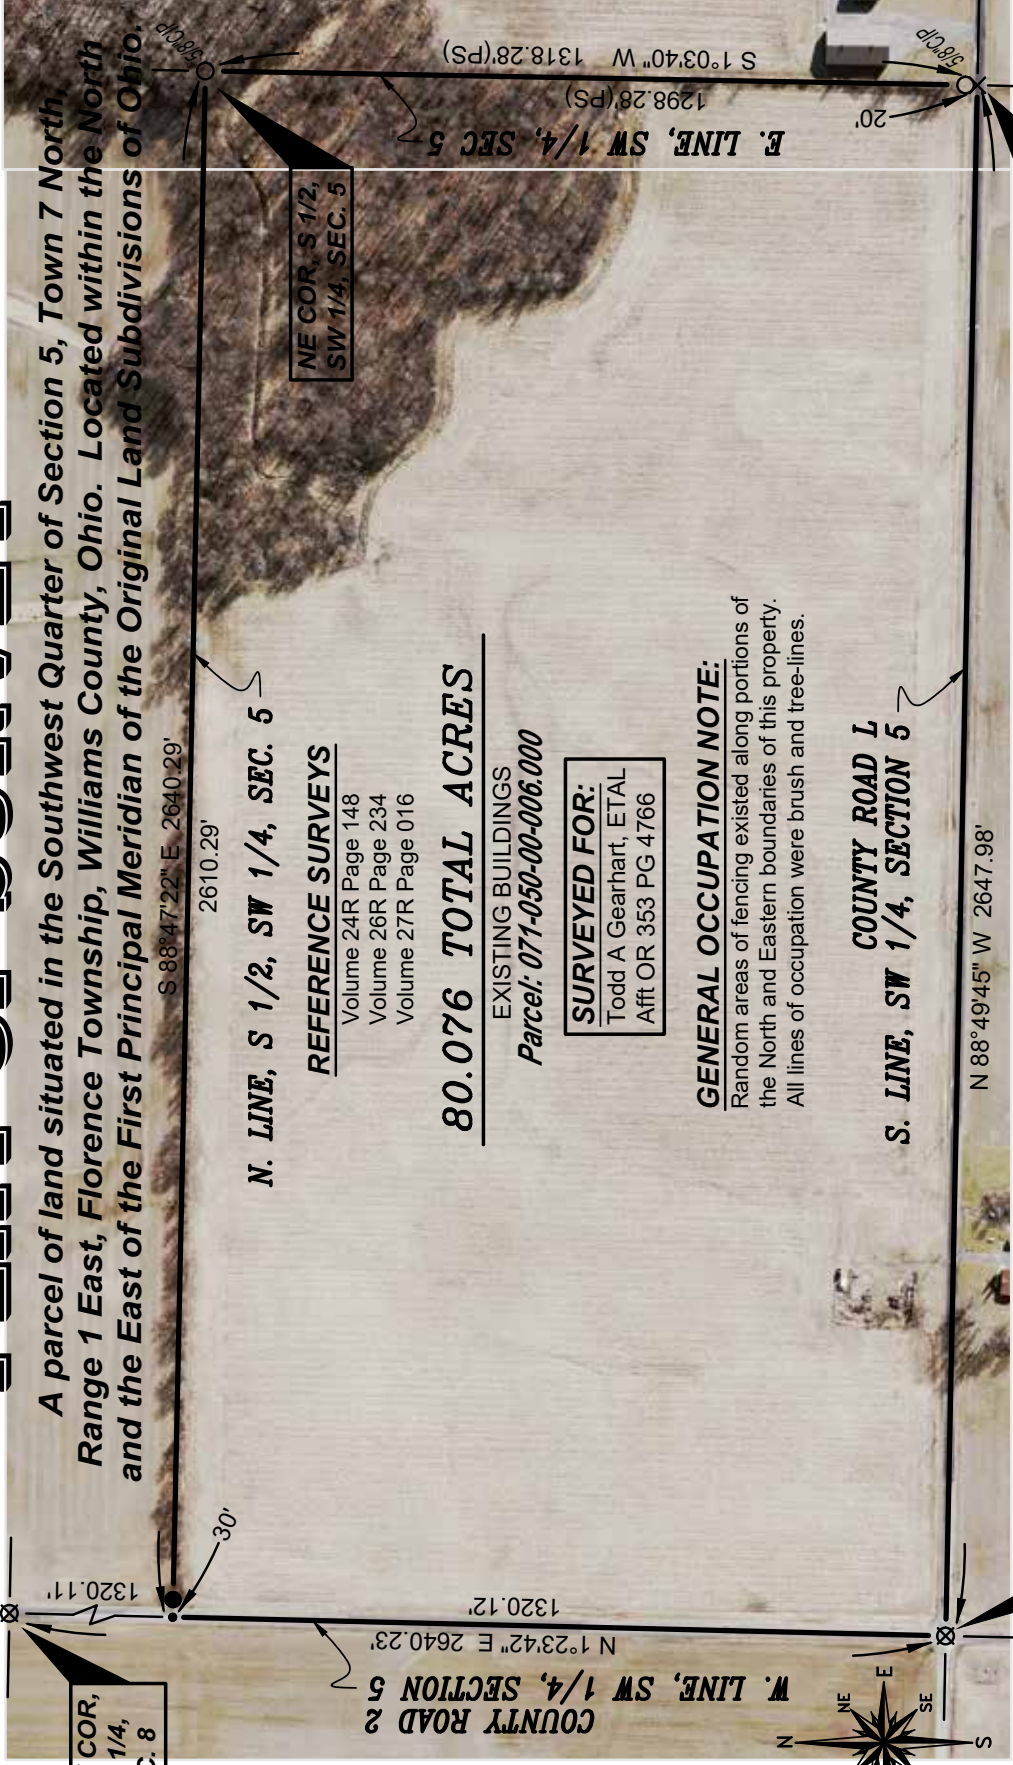 A parcel of land situated in the Southwest Quarter of Section 5, Town 7 North,
Range 1 East, Florence Township, Williams County, Ohio. Located within the North
and the East of the First Principal Meridian of the Original Land Subdivisions of Ohio.
S 88°47'22" E 2640.29'
2610.29'
N. LINE, S 1/2, SW 1/4, SEC. 5
REFERENCE SURVEYS
Volume 24R Page 148
Volume 26R Page 234
Volume 27R Page 016
80.076 TOTAL ACRES
EXISTING BUILDINGS
Parcel: 071-050-00-006.000
SURVEYED FOR:
Todd A Gearhart, ETAL
Afft OR 353 PG 4766
GENERAL OCCUPATION NOTE:
Random areas of fencing existed along portions of
the North and Eastern boundaries of this property.
All lines of occupation were brush and tree-lines.
COUNTY ROAD L
S. LINE, SW 1/4, SECTION 5
N 88°49'45" W 2647.98'
NE COR, S 1/2,
SW 1/4, SEC. 5
5/8"CIP
S 1°03'40" W 1318.28'(PS)
1298.28'(PS)
E. LINE, SW 1/4, SEC 5
20'
5/8"CIP
1320.11'
30'
1320.12'
N 1°23'42" E 2640.23'
W. LINE, SW 1/4, SECTION 5
COUNTY ROAD 2
COR,
1/4,
8
N
NE
E
SE
S